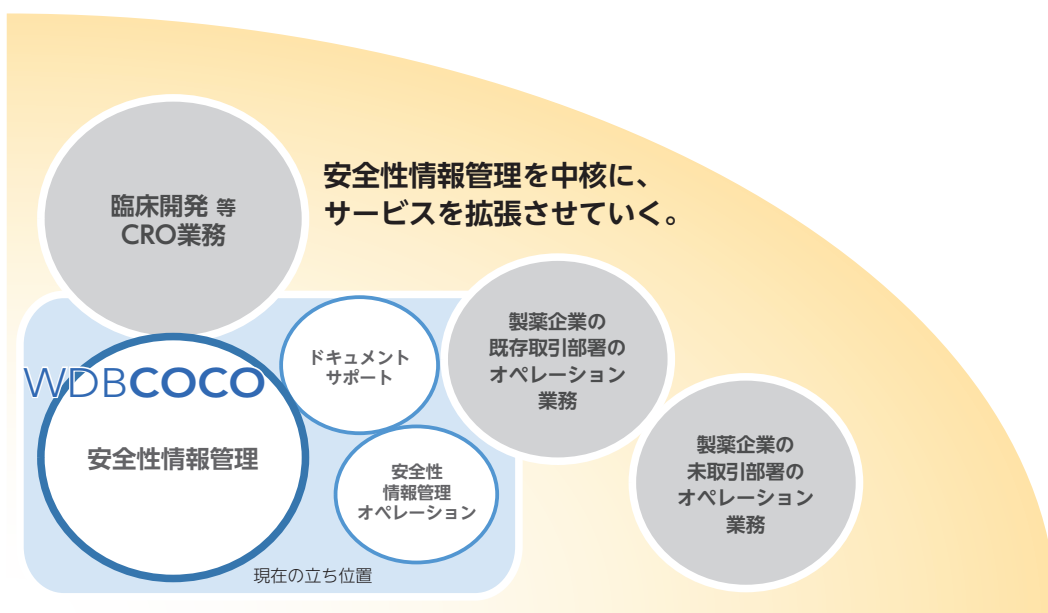 安全性情報管理を中核に、
サービスを拡張させていく。
臨床開発 等
CRO業務
WDBCOCO
安全性情報管理
ドキュメント
サポート
安全性
情報管理
オペレーション
現在の立ち位置
製薬企業の
既存取引部署の
オペレーション
業務
製薬企業の
未取引部署の
オペレーション
業務